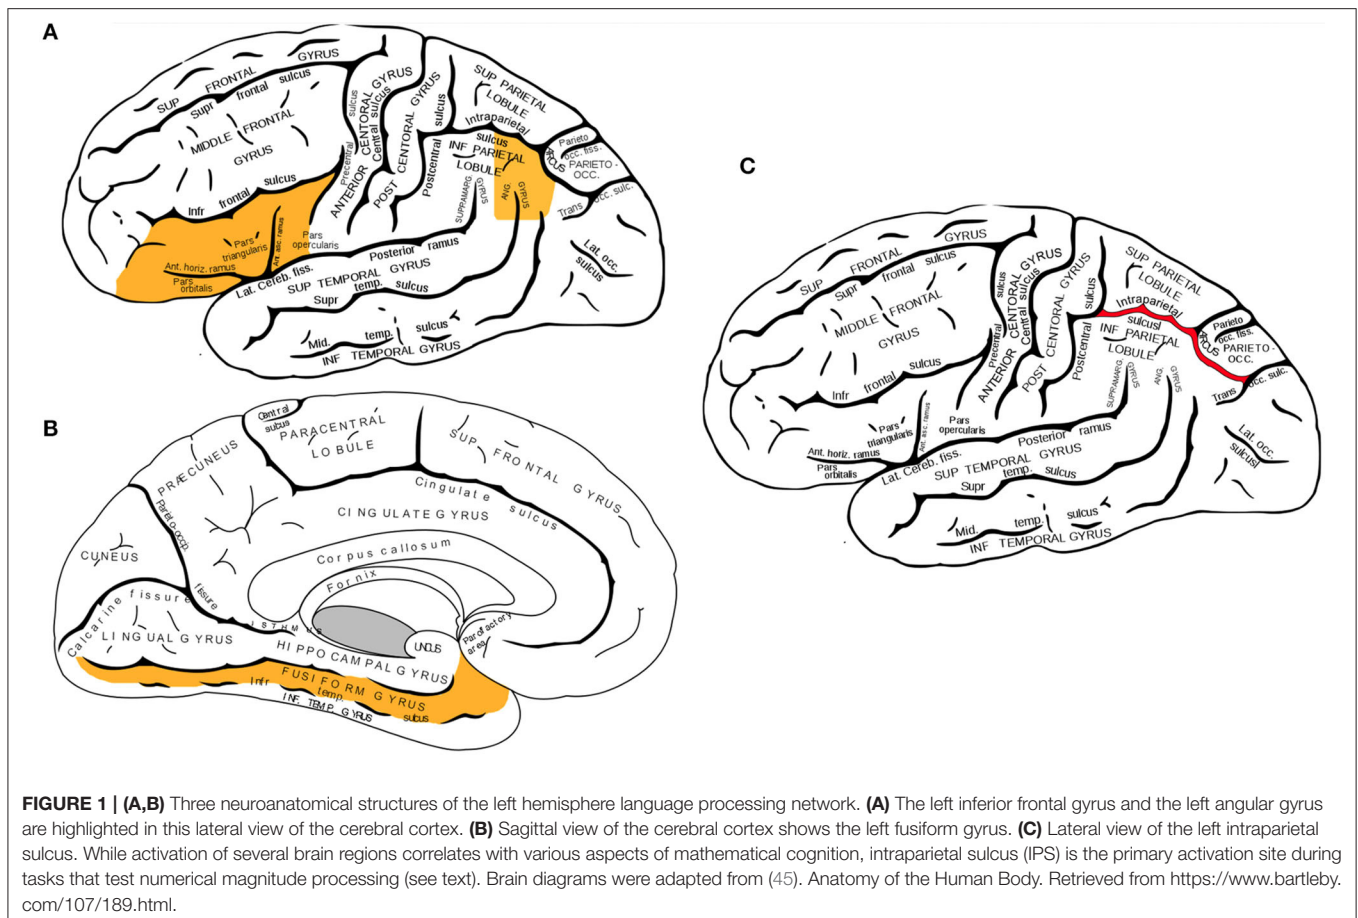 A
SUP FRONTAL GYRUS
Supr frontal sulcus
MIDDLE FRONTAL
GYRUS
Infr frontal sulcus
Precentral sulcus
ANTERIOR CENTORAL GYRUS
Central sulcus
POST CENTORAL GYRUS
Postcentral sulcus
SUP PARIETAL
LOBULE
Intraparietal
sulcus
INF PARIETAL
LOBULE
SUPRAMARG.
GYRUS
ANG.
GYRUS
Parieto
occ. fiss.
ARCUS
PARIETO -
OCC.
Trans occ. sulc.
Lat. occ.
sulcus
Pars
triangularis
Ant. asc. ramus
Pars
opercularis
Ant. horiz. ramus
Pars
orbitalis
Lat. Cereb. fiss.
Posterior ramus
SUP TEMPORAL GYRUS
Supr temp. sulcus
Mid. temp. sulcus
INF TEMPORAL GYRUS
B
Central
sulcus
PARACENTRAL
LOBULE
SUP FRONTAL GYRUS
PRÆCUNEUS
Cingulate sulcus
CINGULATE GYRUS
Parieto-occip.
fissure
CUNEUS
Corpus callosum
Fornix
Calcarine fissure
ISTHMUS
LINGUAL GYRUS
HIPPOCAMPAL GYRUS
UNCUS
Parolfactory
area
FUSIFORM GYRUS
Infr temp. sulcus
INF. TEMP. GYRUS
C
SUP FRONTAL GYRUS
Supr frontal sulcus
MIDDLE FRONTAL
GYRUS
Infr frontal sulcus
Precentral sulcus
ANTERIOR CENTORAL GYRUS
Central sulcus
POST CENTORAL GYRUS
Postcentral sulcus
SUP PARIETAL
LOBULE
Intraparietal
sulcusl
INF PARIETAL
LOBULE
SUPRAMARG.
GYRUS
ANG.
GYRUS
Parieto
occ. fiss.
ARCUS
PARIETO -
OCC.
Trans occ. sulc.
Lat. occ.
sulcusl
Pars
triangularis
Ant. asc. ramus
Pars
opercularis
Ant. horiz. ramus
Pars
orbitalis
Lat. Cereb. fiss.
Posterior ramus
SUP TEMPORAL GYRUS
Supr temp. sulcus
Mid. temp. sulcus
INF TEMPORAL GYRUS
FIGURE 1 | (A,B) Three neuroanatomical structures of the left hemisphere language processing network. (A) The left inferior frontal gyrus and the left angular gyrus
are highlighted in this lateral view of the cerebral cortex. (B) Sagittal view of the cerebral cortex shows the left fusiform gyrus. (C) Lateral view of the left intraparietal
sulcus. While activation of several brain regions correlates with various aspects of mathematical cognition, intraparietal sulcus (IPS) is the primary activation site during
tasks that test numerical magnitude processing (see text). Brain diagrams were adapted from (45). Anatomy of the Human Body. Retrieved from https://www.bartleby.
com/107/189.html.